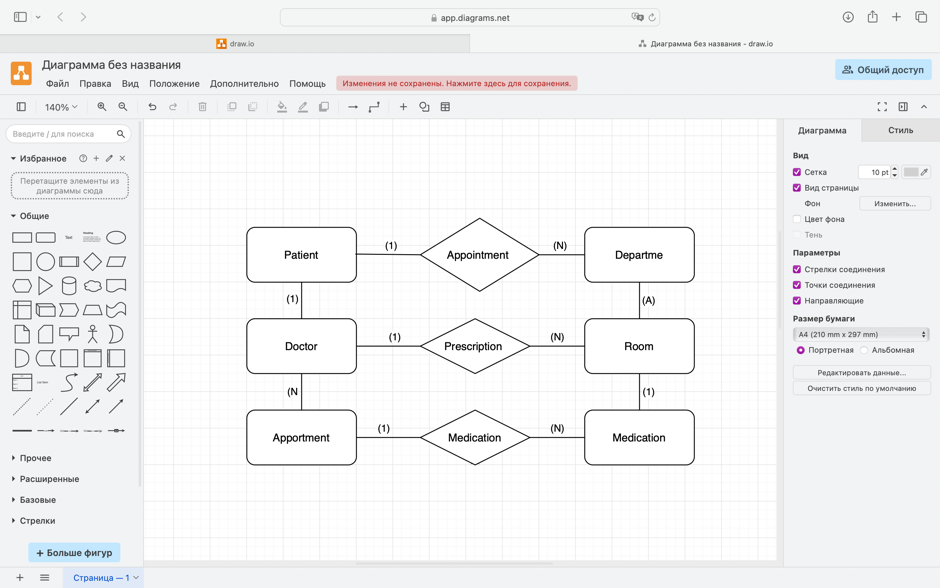 app.diagrams.net
draw.io
Диаграмма без названия - draw.io
Диаграмма без названия
Файл Правка Вид Положение Дополнительно Помощь
Изменения не сохранены. Нажмите здесь для сохранения.
Общий доступ
140%
Введите / для поиска
Избранное
Перетащите элементы из
диаграммы сюда
Общие
Text
Heading
Прочее
Расширенные
Базовые
Стрелки
+ Больше фигур
Страница — 1
Patient
(1)
Appointment
(N)
Departme
(1)
(A)
Doctor
(1)
Prescription
(N)
Room
(N
(1)
Apportment
(1)
Medication
(N)
Medication
Диаграмма
Стиль
Вид
Сетка
10 pt
Вид страницы
Фон
Изменить...
Цвет фона
Тень
Параметры
Стрелки соединения
Точки соединения
Направляющие
Размер бумаги
A4 (210 mm x 297 mm)
Портретная
Альбомная
Редактировать данные...
Очистить стиль по умолчанию